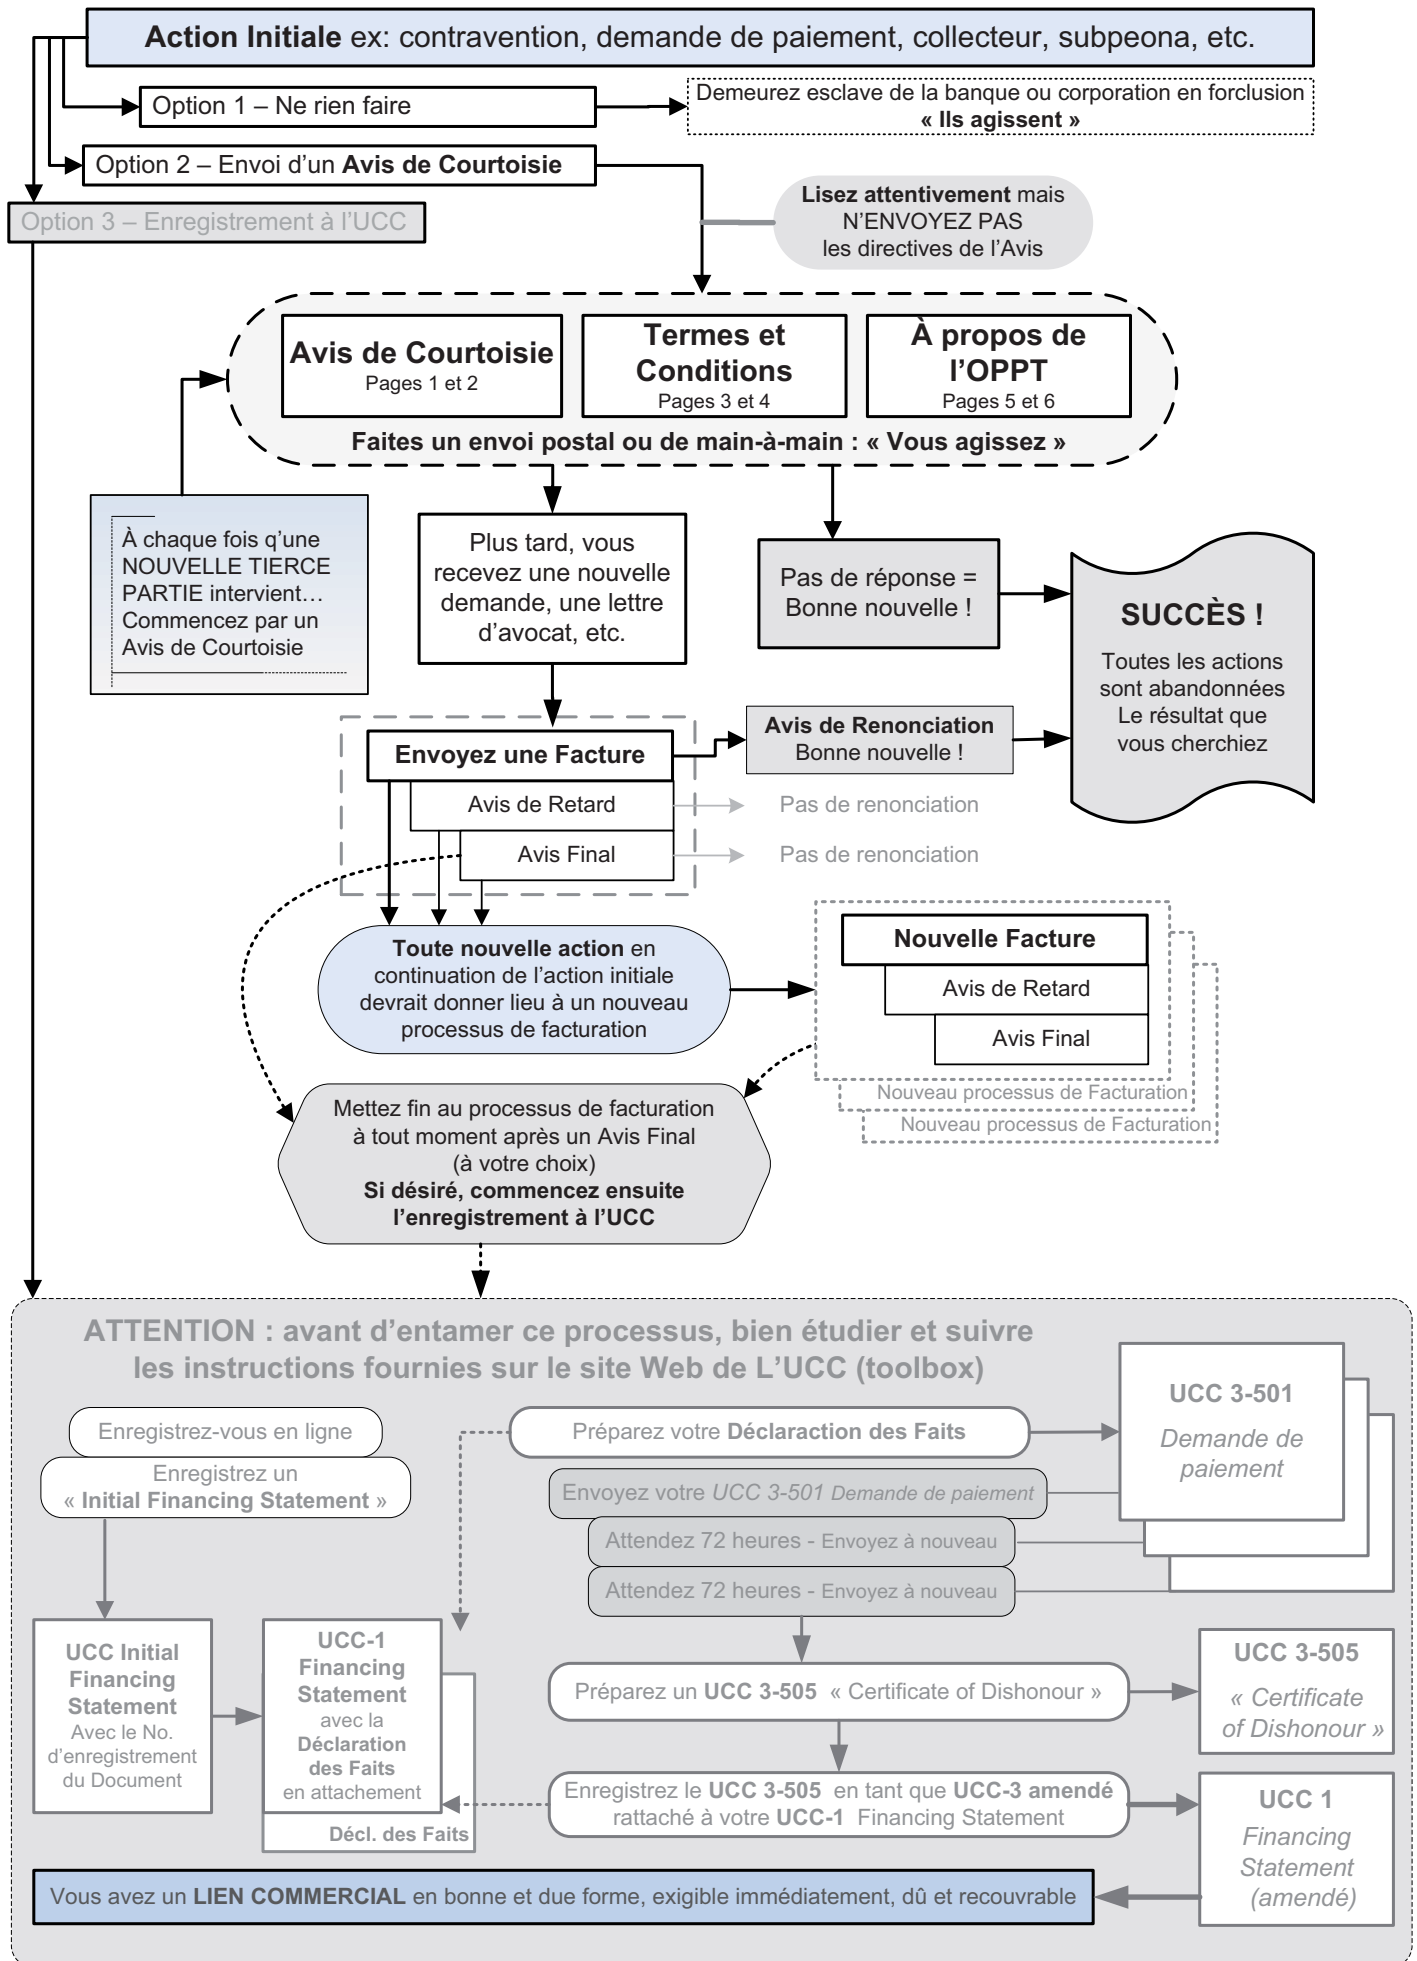 Action Initiale ex: contravention, demande de paiement, collecteur, subpeona, etc.
Option 1 – Ne rien faire
Demeurez esclave de la banque ou corporation en forclusion
« Ils agissent »
Option 2 – Envoi d'un Avis de Courtoisie
Option 3 – Enregistrement à l'UCC
Lisez attentivement mais
N'ENVOYEZ PAS
les directives de l'Avis
Avis de Courtoisie
Pages 1 et 2
Termes et
Conditions
Pages 3 et 4
À propos de
l'OPPT
Pages 5 et 6
Faites un envoi postal ou de main-à-main : « Vous agissez »
À chaque fois q'une
NOUVELLE TIERCE
PARTIE intervient…
Commencez par un
Avis de Courtoisie
Plus tard, vous
recevez une nouvelle
demande, une lettre
d'avocat, etc.
Pas de réponse =
Bonne nouvelle !
SUCCÈS !
Toutes les actions
sont abandonnées
Le résultat que
vous cherchiez
Envoyez une Facture
Avis de Retard
Avis Final
Avis de Renonciation
Bonne nouvelle !
Pas de renonciation
Pas de renonciation
Toute nouvelle action en
continuation de l'action initiale
devrait donner lieu à un nouveau
processus de facturation
Nouvelle Facture
Avis de Retard
Avis Final
Nouveau processus de Facturation
Nouveau processus de Facturation
Mettez fin au processus de facturation
à tout moment après un Avis Final
(à votre choix)
Si désiré, commencez ensuite
l'enregistrement à l'UCC
ATTENTION : avant d'entamer ce processus, bien étudier et suivre
les instructions fournies sur le site Web de L'UCC (toolbox)
Enregistrez-vous en ligne
Enregistrez un
« Initial Financing Statement »
Préparez votre Déclaraction des Faits
Envoyez votre UCC 3-501 Demande de paiement
Attendez 72 heures - Envoyez à nouveau
Attendez 72 heures - Envoyez à nouveau
UCC 3-501
Demande de
paiement
UCC Initial
Financing
Statement
Avec le No.
d'enregistrement
du Document
UCC-1
Financing
Statement
avec la
Déclaration
des Faits
en attachement
Décl. des Faits
Préparez un UCC 3-505 « Certificate of Dishonour »
UCC 3-505
« Certificate
of Dishonour »
Enregistrez le UCC 3-505 en tant que UCC-3 amendé
rattaché à votre UCC-1 Financing Statement
UCC 1
Financing
Statement
(amendé)
Vous avez un LIEN COMMERCIAL en bonne et due forme, exigible immédiatement, dû et recouvrable